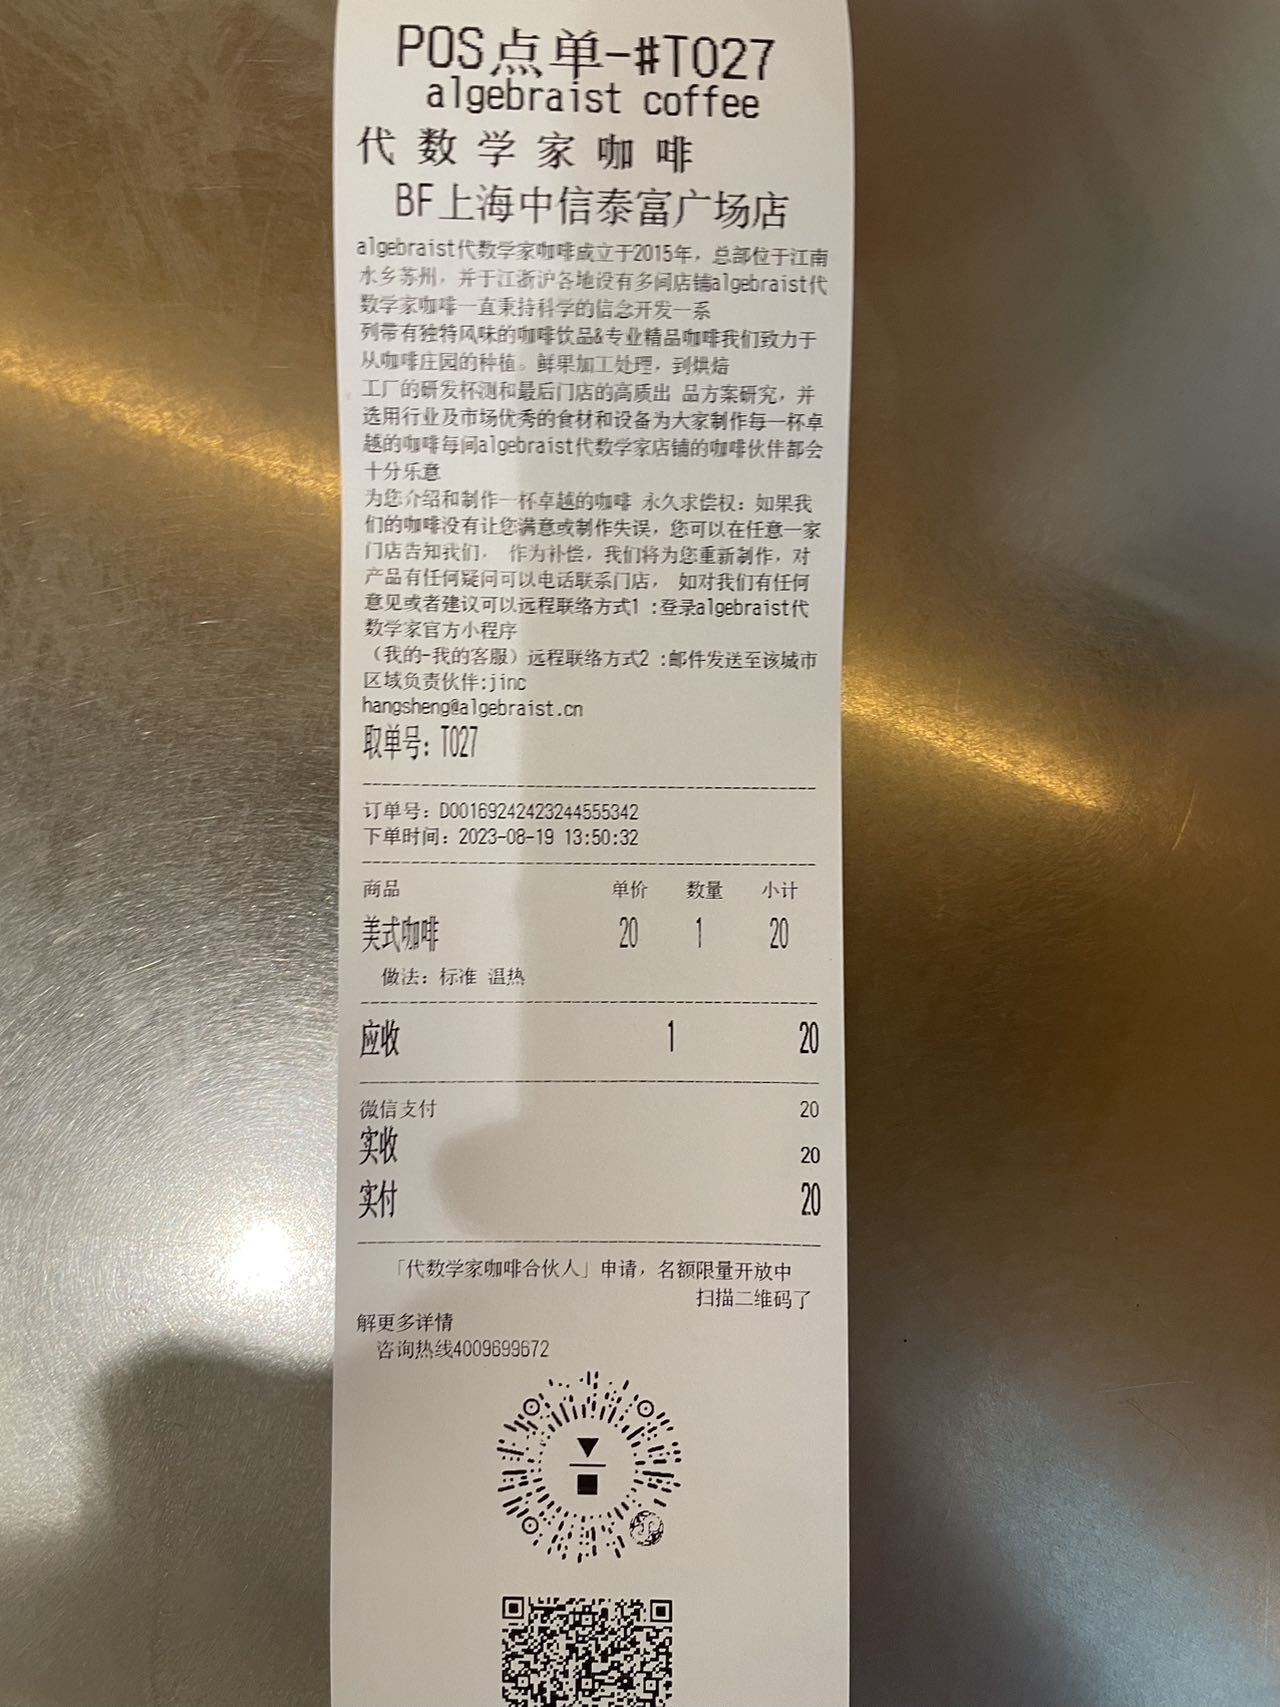 POS点单-#T027
algebraist coffee
代数学家咖啡
BF上海中信泰富广场店
algebraist代数学家咖啡成立于2015年，总部位于江南
水乡苏州，并于江浙沪各地设有多间店铺algebraist代
数学家咖啡一直秉持科学的信念开发一系
列带有独特风味的咖啡饮品&专业精品咖啡我们致力于
从咖啡庄园的种植。鲜果加工处理，到烘焙
工厂的研发杯测和最后门店的高质出 品方案研究，并
选用行业及市场优秀的食材和设备为大家制作每一杯卓
越的咖啡每间algebraist代数学家店铺的咖啡伙伴都会
十分乐意
为您介绍和制作一杯卓越的咖啡 永久求偿权：如果我
们的咖啡没有让您满意或制作失误，您可以在任意一家
门店告知我们， 作为补偿，我们将为您重新制作，对
产品有任何疑问可以电话联系门店， 如对我们有任何
意见或者建议可以远程联络方式1 :登录algebraist代
数学家官方小程序
（我的-我的客服）远程联络方式2 :邮件发送至该城市
区域负责伙伴:jinc
hangsheng@algebraist.cn
取单号：T027
订单号：D00169242423244555342
下单时间：2023-08-19 13:50:32
商品 单价 数量 小计
美式咖啡 20 1 20
做法：标准 温热
应收 1 20
微信支付 20
实收 20
实付 20
「代数学家咖啡合伙人」申请，名额限量开放中
扫描二维码了
解更多详情
咨询热线4009699672